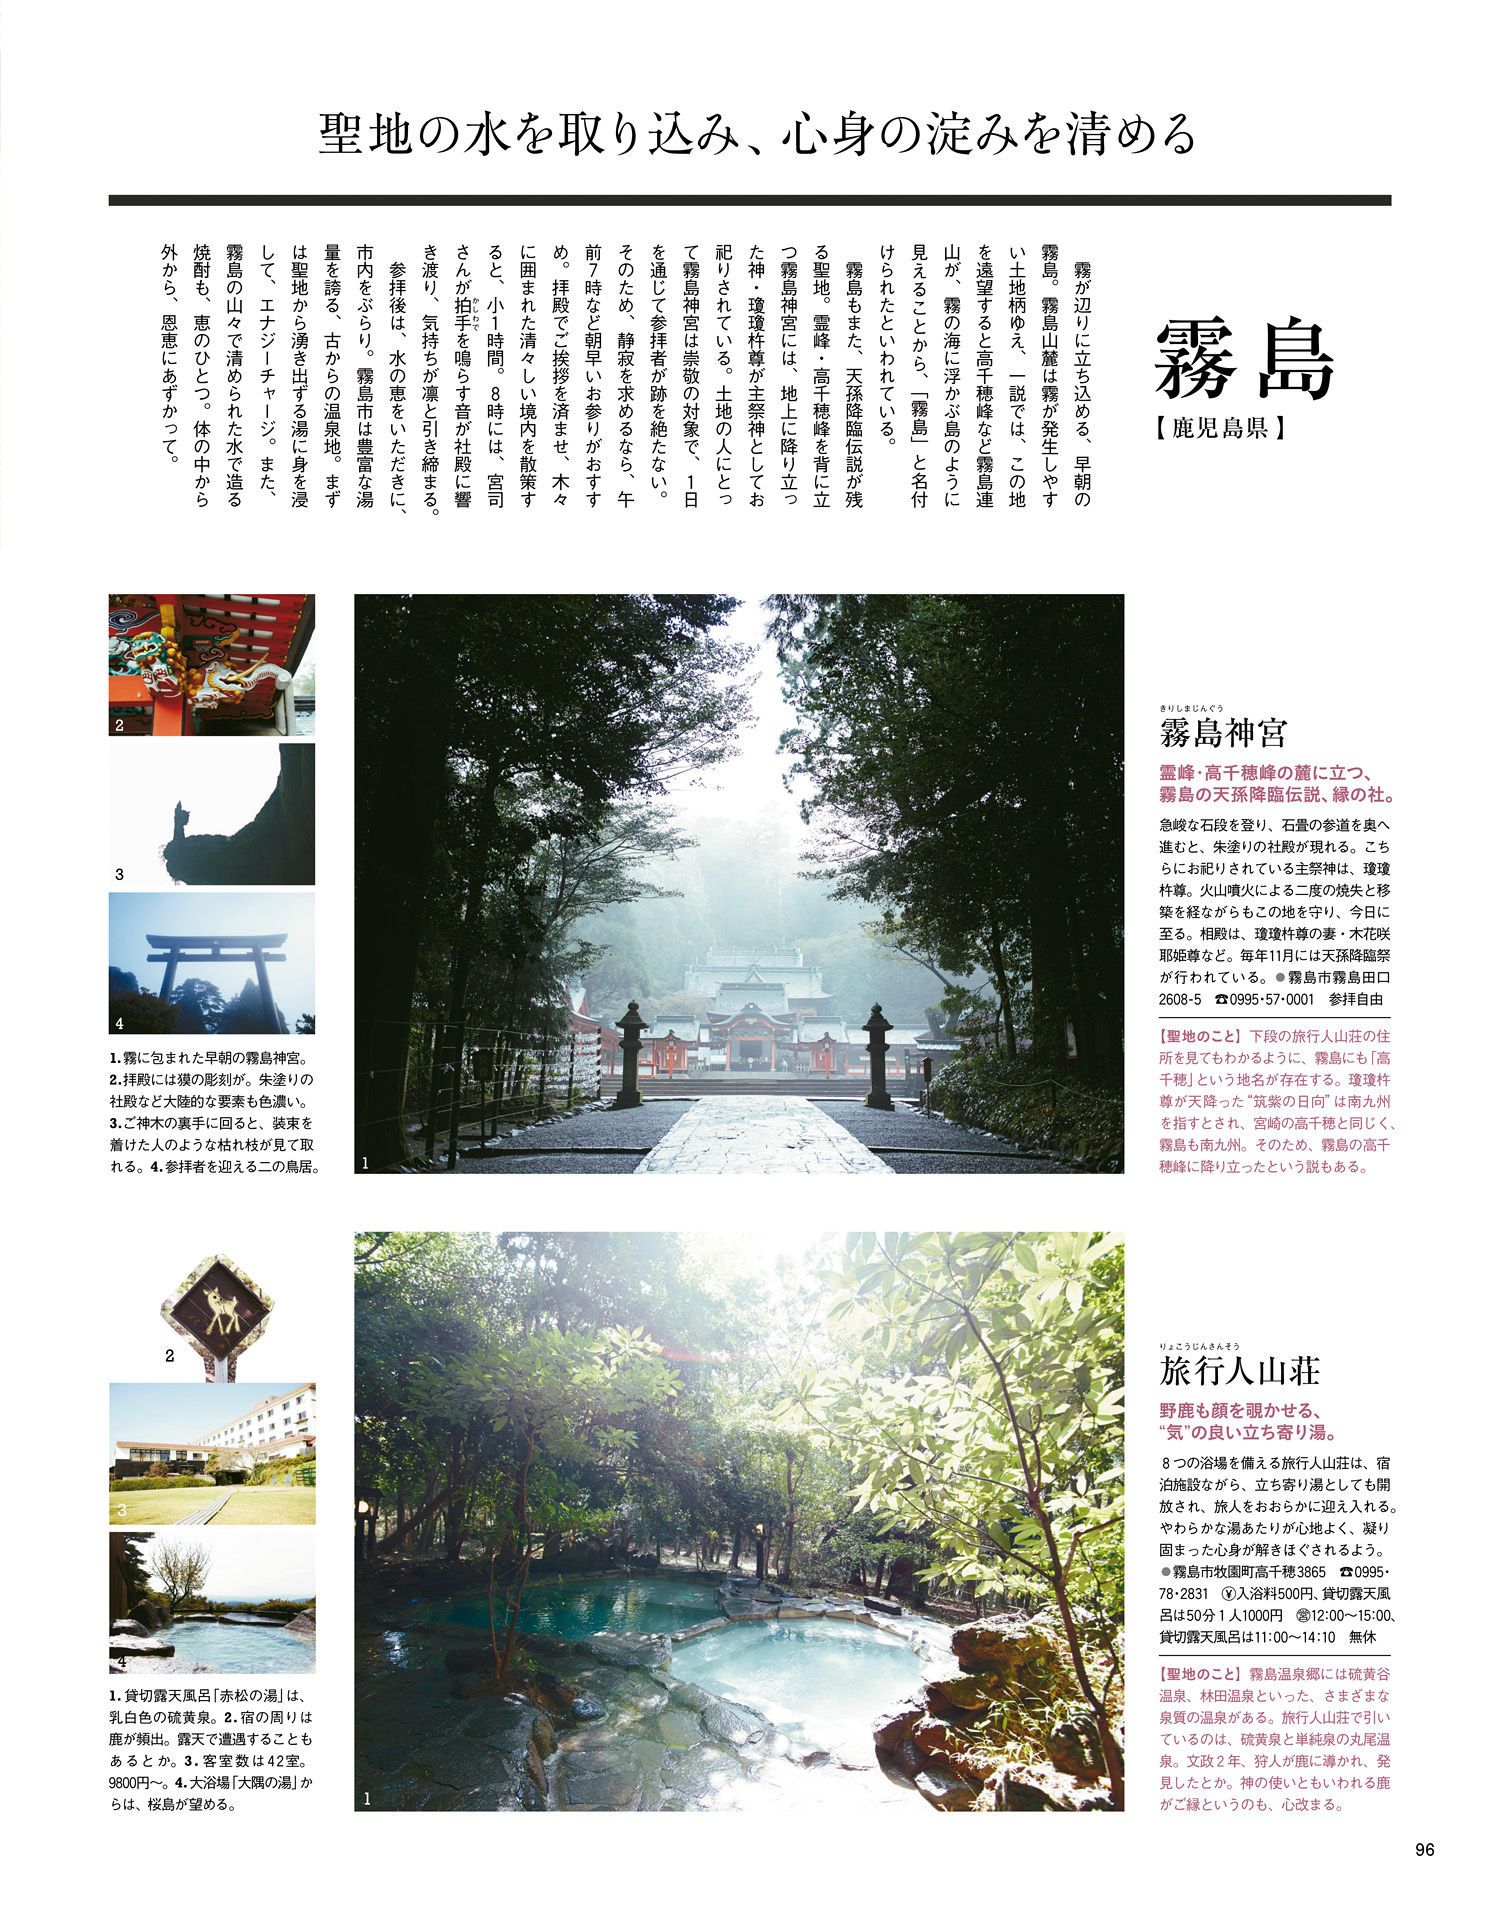 聖地の水を取り込み、心身の淀みを清める
霧島
【鹿児島県】
霧が辺りに立ち込める、早朝の
霧島。霧島山麓は霧が発生しやす
い土地柄ゆえ、一説では、この地
を遠望すると高千穂峰など霧島連
山が、霧の海に浮かぶ島のように
見えることから、「霧島」と名付
けられたといわれている。
霧島もまた、天孫降臨伝説が残
る聖地。霊峰・高千穂峰を背に立
つ霧島神宮には、地上に降り立っ
た神・瓊瓊杵尊が主祭神としてお
祀りされている。土地の人にとっ
て霧島神宮は崇敬の対象で、1日
を通じて参拝者が跡を絶たない。
そのため、静寂を求めるなら、午
前7時など朝早いお参りがおすす
め。拝殿でご挨拶を済ませ、木々
に囲まれた清々しい境内を散策す
ると、小1時間。8時には、宮司
さんが拍手を鳴らす音が社殿に響
かしわで
き渡り、気持ちが凛と引き締まる。
参拝後は、水の恵をいただきに、
市内をぶらり。霧島市は豊富な湯
量を誇る、古からの温泉地。まず
は聖地から湧き出ずる湯に身を浸
して、エナジーチャージ。また、
霧島の山々で清められた水で造る
焼酎も、恵のひとつ。体の中から
外から、恩恵にあずかって。
きりしまじんぐう
霧島神宮
霊峰・高千穂峰の麓に立つ、
霧島の天孫降臨伝説、縁の社。
急峻な石段を登り、石畳の参道を奥へ
進むと、朱塗りの社殿が現れる。こち
らにお祀りされている主祭神は、瓊瓊
杵尊。火山噴火による二度の焼失と移
築を経ながらもこの地を守り、今日に
至る。相殿は、瓊瓊杵尊の妻・木花咲
耶姫尊など。毎年11月には天孫降臨祭
が行われている。●霧島市霧島田口
2608-5 ☎0995・57・0001 参拝自由
【聖地のこと】下段の旅行人山荘の住
所を見てもわかるように、霧島にも「高
千穂」という地名が存在する。瓊瓊杵
尊が天降った“筑紫の日向”は南九州
を指すとされ、宮崎の高千穂と同じく、
霧島も南九州。そのため、霧島の高千
穂峰に降り立ったという説もある。
2
3
4
1
1.霧に包まれた早朝の霧島神宮。
2.拝殿には獏の彫刻が。朱塗りの
社殿など大陸的な要素も色濃い。
3.ご神木の裏手に回ると、装束を
着けた人のような枯れ枝が見て取
れる。4.参拝者を迎える二の鳥居。
りょこうじんさんそう
旅行人山荘
野鹿も顔を覗かせる、
“気”の良い立ち寄り湯。
8つの浴場を備える旅行人山荘は、宿
泊施設ながら、立ち寄り湯としても開
放され、旅人をおおらかに迎え入れる。
やわらかな湯あたりが心地よく、凝り
固まった心身が解きほぐされるよう。
●霧島市牧園町高千穂3865 ☎0995・
78・2831 ¥入浴料500円、貸切露天風
呂は50分1人1000円 営12:00〜15:00、
貸切露天風呂は11:00〜14:10 無休
【聖地のこと】霧島温泉郷には硫黄谷
温泉、林田温泉といった、さまざまな
泉質の温泉がある。旅行人山荘で引い
ているのは、硫黄泉と単純泉の丸尾温
泉。文政2年、狩人が鹿に導かれ、発
見したとか。神の使いともいわれる鹿
がご縁というのも、心改まる。
2
3
4
1
1.貸切露天風呂「赤松の湯」は、
乳白色の硫黄泉。2.宿の周りは
鹿が頻出。露天で遭遇することも
あるとか。3.客室数は42室。
9800円〜。4.大浴場「大隅の湯」か
らは、桜島が望める。
96